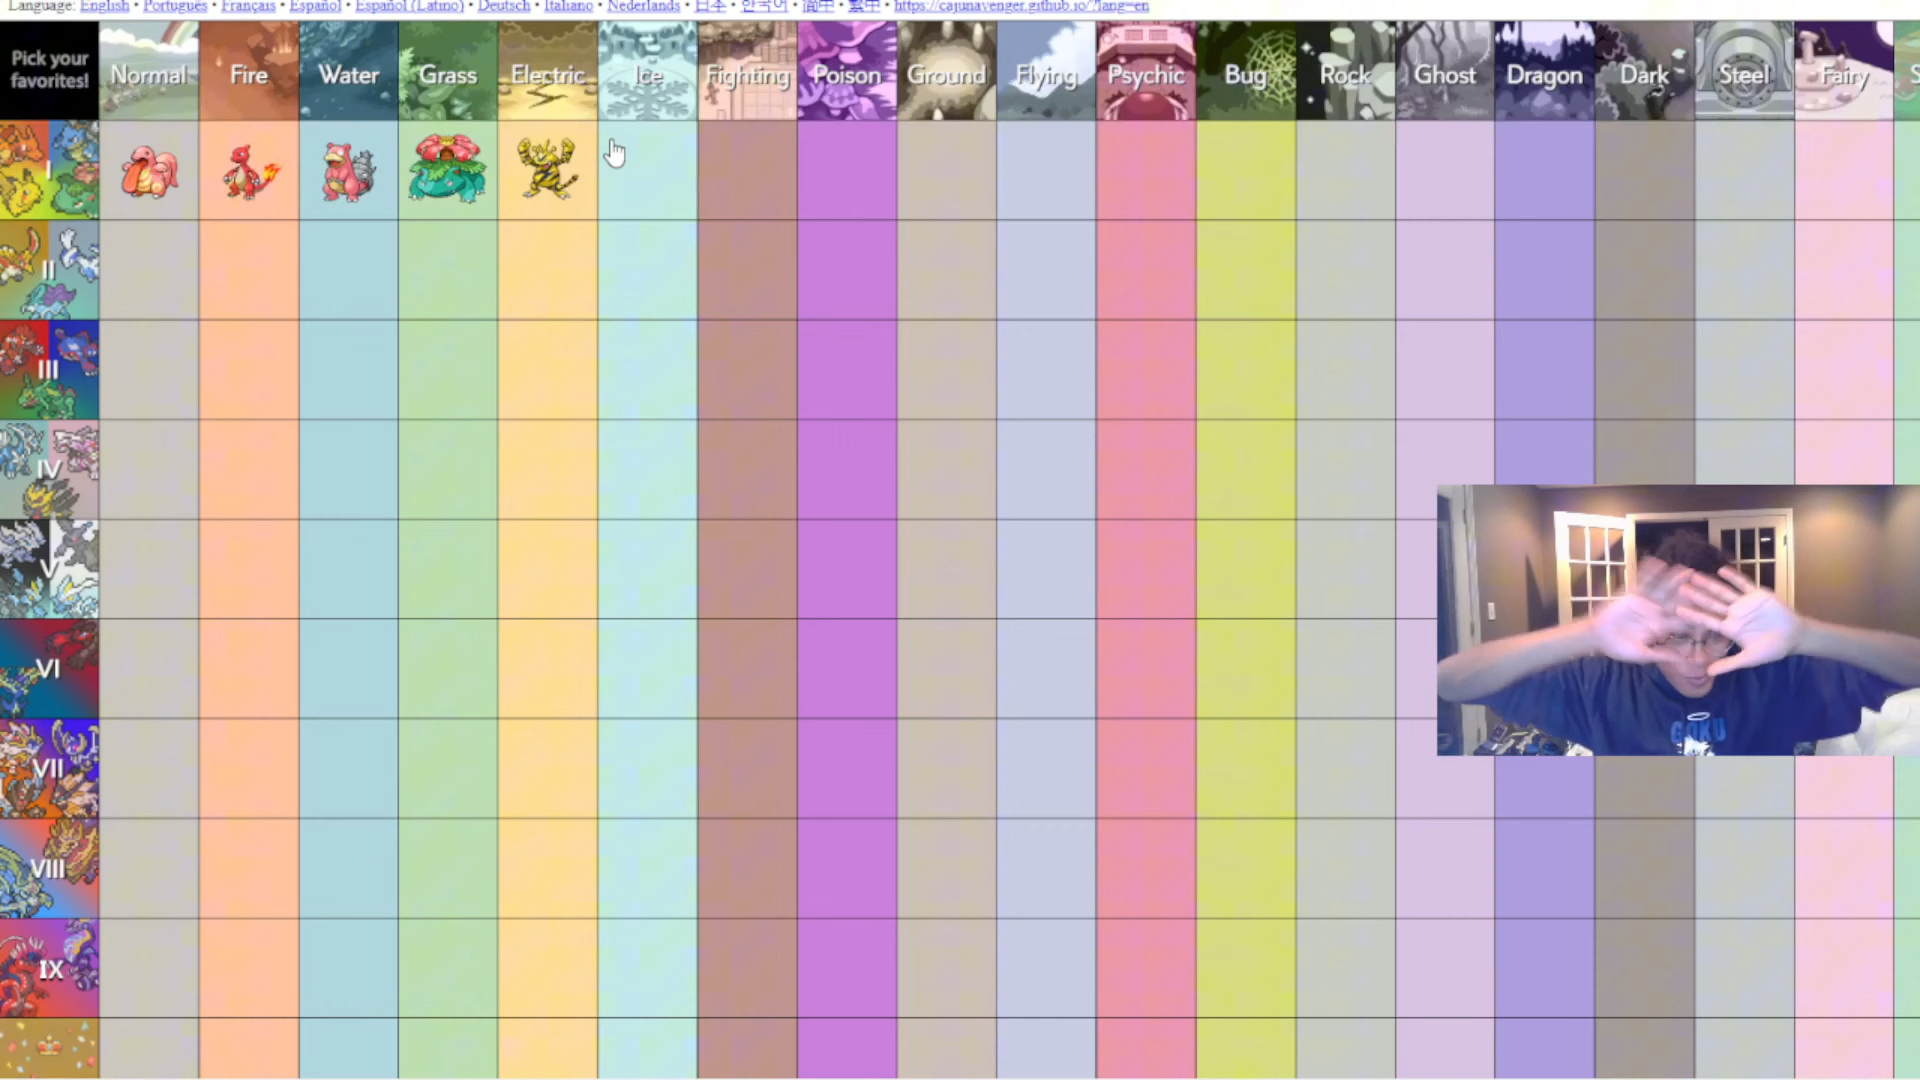 Language: English • Português • Français • Español • Español (Latino) • Deutsch • Italiano • Nederlands • 日本 • 한국어 • 简中 • 繁中 • https://cajunavenger.github.io/?lang=en
Pick your favorites! Normal Fire Water Grass Electric Ice Fighting Poison Ground Flying Psychic Bug Rock Ghost Dragon Dark Steel Fairy S
I
II
III
IV
V
VI
VII
VIII
IX
GOKU